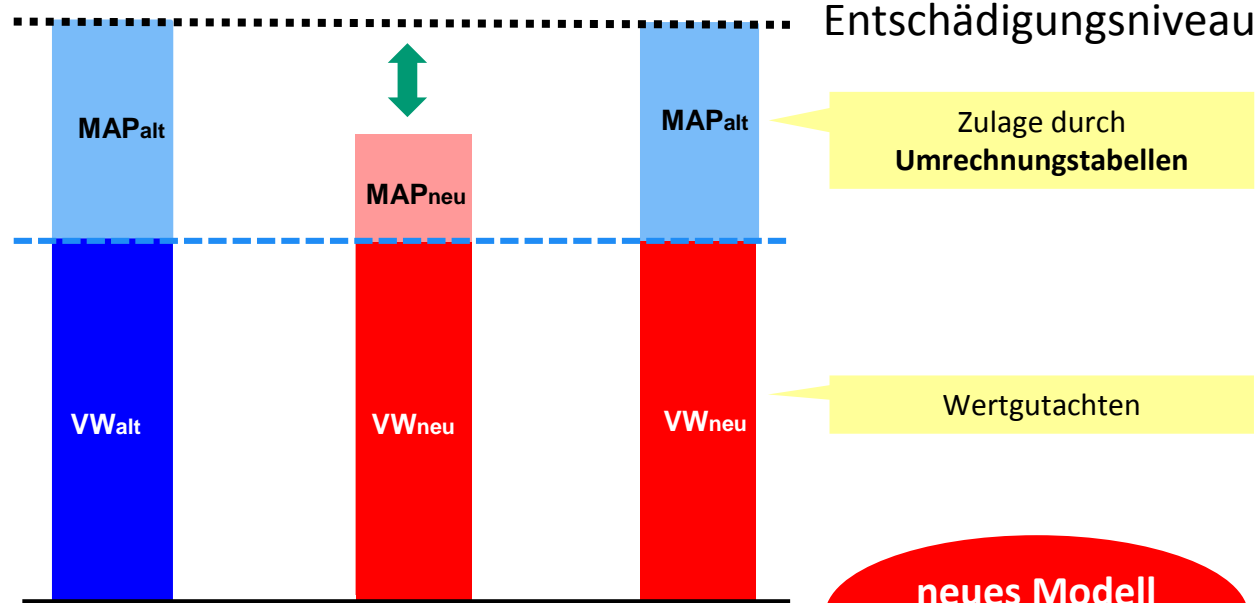 Entschädigungsniveau
MAPalt
MAPneu
MAPalt
Zulage durch
Umrechnungstabellen
VWalt
VWneu
VWneu
Wertgutachten
neues Modell